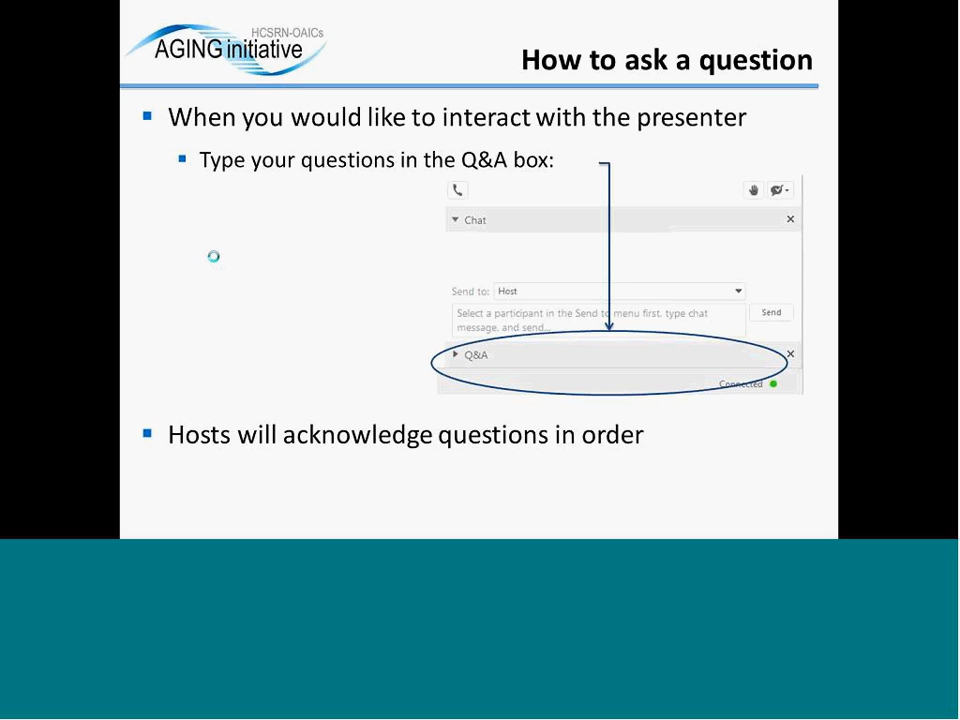 HCSRN-OAICs
AGING initiative
How to ask a question
When you would like to interact with the presenter
Type your questions in the Q&A box:
Chat
Send to: Host
Select a participant in the Send to menu first, type chat
message, and send...
Send
Q&A
Connected
Hosts will acknowledge questions in order